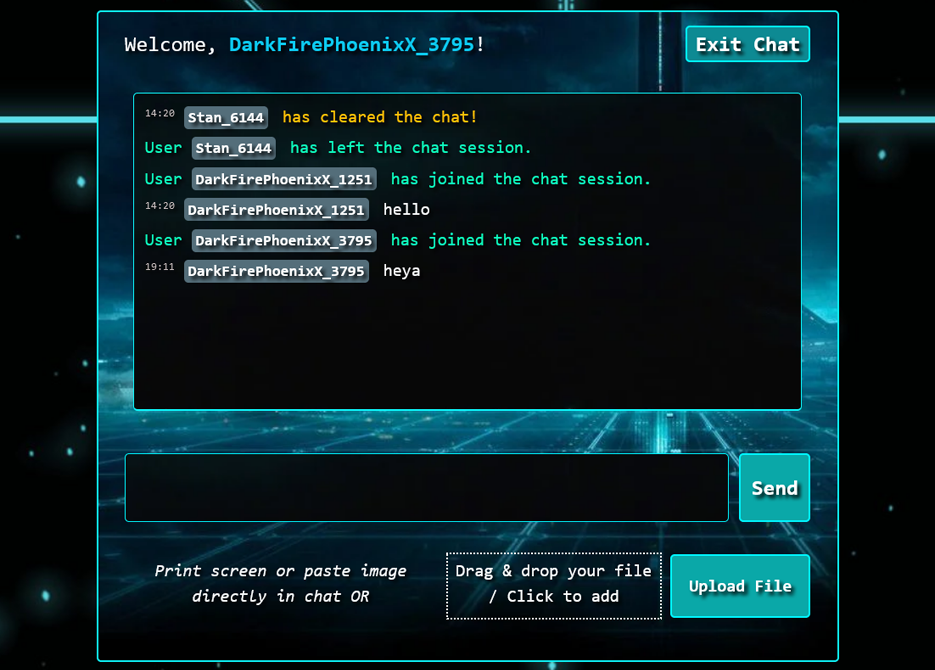 Welcome, DarkFirePhoenixX_3795!
Exit Chat
14:20 Stan_6144 has cleared the chat!
User Stan_6144 has left the chat session.
User DarkFirePhoenixX_1251 has joined the chat session.
14:20 DarkFirePhoenixX_1251 hello
User DarkFirePhoenixX_3795 has joined the chat session.
19:11 DarkFirePhoenixX_3795 heya
Send
Print screen or paste image
directly in chat OR
Drag & drop your file
/ Click to add
Upload File